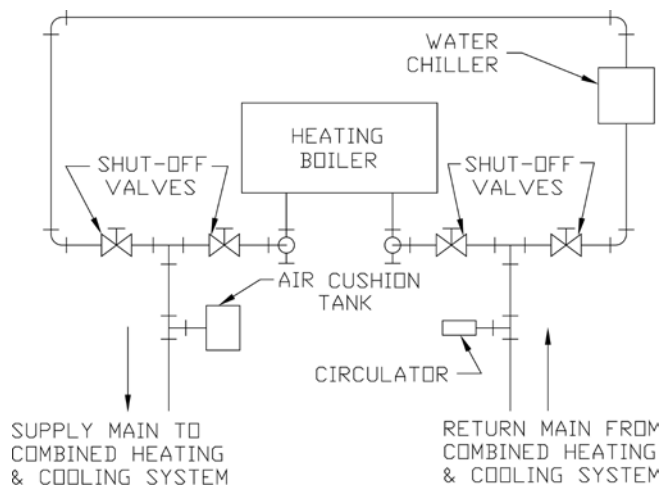 WATER
CHILLER
HEATING
BOILER
SHUT-OFF
VALVES
SHUT-OFF
VALVES
AIR CUSHION
TANK
CIRCULATOR
SUPPLY MAIN TO
COMBINED HEATING
& COOLING SYSTEM
RETURN MAIN FROM
COMBINED HEATING
& COOLING SYSTEM